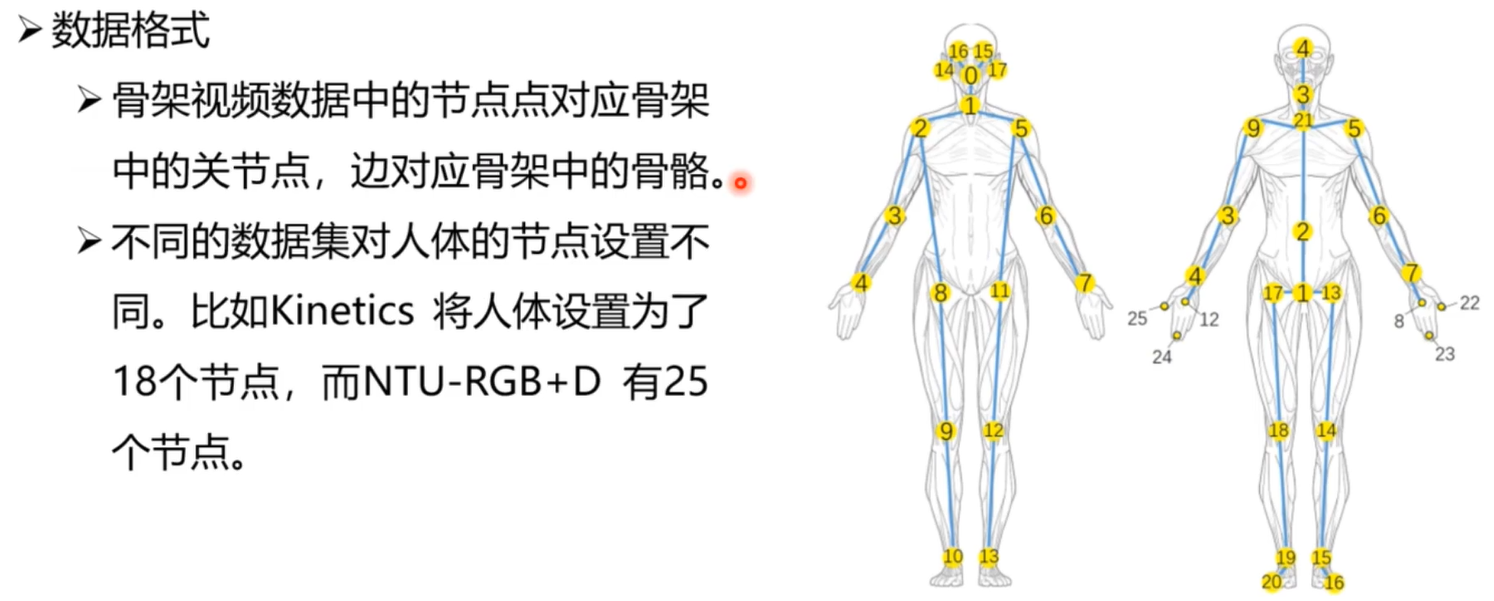 ➢ 数据格式
➢ 骨架视频数据中的节点点对应骨架
中的关节点，边对应骨架中的骨骼。
➢ 不同的数据集对人体的节点设置不
同。比如Kinetics 将人体设置为了
18个节点，而NTU-RGB+D 有25
个节点。
16 15
14 0 17
1
2 5
3 6
4 7
8 11
9 12
10 13
4
3
9 21 5
3 6
2
4 7
17 1 13
25 12 8 22
24 23
18 14
19 15
20 16